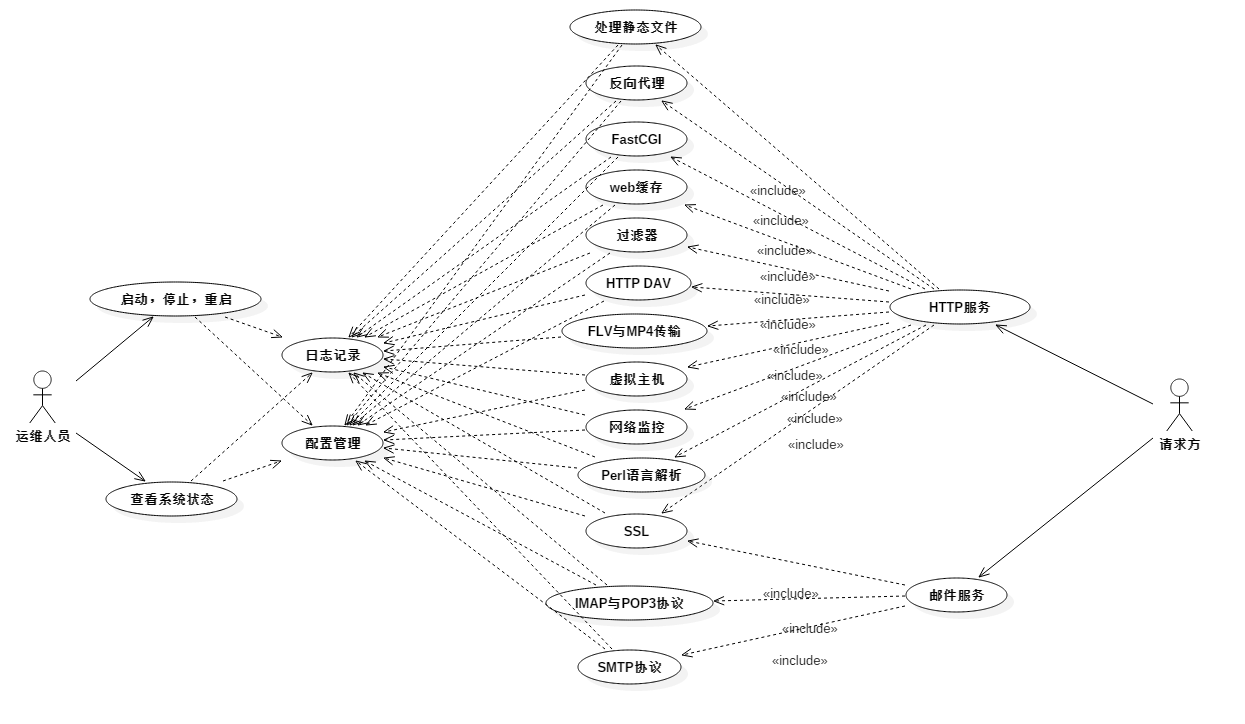 处理静态文件
反向代理
FastCGI
web缓存
«include»
«include»
过滤器
«include»
HTTP DAV
«include»
启动，停止，重启
«include»
HTTP服务
FLV与MP4传输
«include»
日志记录
«include»
虚拟主机
«include»
«include»
网络监控
«include»
运维人员
配置管理
«include»
请求方
Perl语言解析
查看系统状态
SSL
«include»
邮件服务
IMAP与POP3协议
«include»
«include»
SMTP协议